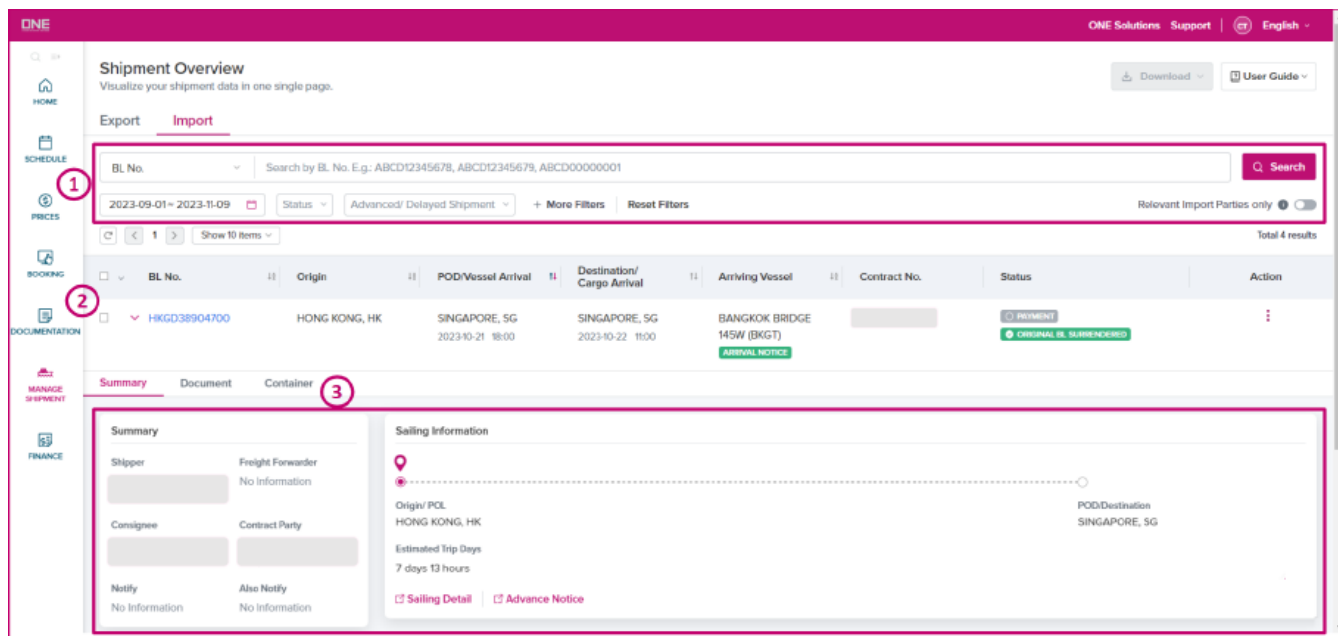 ONE
ONE Solutions Support | CT English
HOME
SCHEDULE
PRICES
BOOKING
DOCUMENTATION
MANAGE
SHIPMENT
FINANCE
Shipment Overview
Visualize your shipment data in one single page.
Download
User Guide
Export Import
1
BL No. Search by BL No. E.g.: ABCD12345678, ABCD12345679, ABCD00000001 Search
2023-09-01 ~ 2023-11-09 Status Advanced/ Delayed Shipment + More Filters Reset Filters Relevant Import Parties only
1 Show 10 items Total 4 results
BL No. Origin POD/Vessel Arrival Destination/ Arriving Vessel Contract No. Status Action
Cargo Arrival
2
HKGD38904700 HONG KONG, HK SINGAPORE, SG SINGAPORE, SG BANGKOK BRIDGE PAYMENT
2023-10-21 18:00 2023-10-22 11:00 145W (BKGT) ORIGINAL BL SURRENDERED
ARRIVAL NOTICE
Summary Document Container
3
Summary
Shipper Freight Forwarder
No Information
Consignee Contract Party
Notify Also Notify
No Information No Information
Sailing Information
Origin/ POL POD/Destination
HONG KONG, HK SINGAPORE, SG
Estimated Trip Days
7 days 13 hours
Sailing Detail Advance Notice